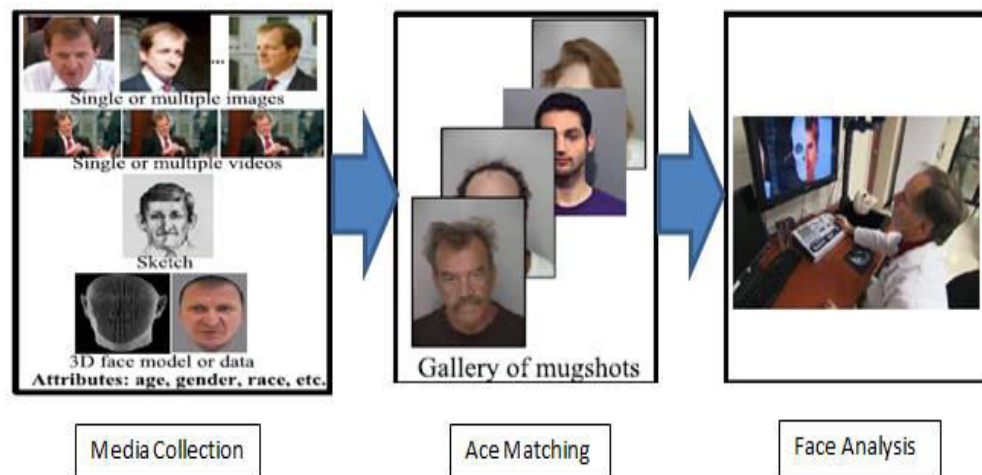 ...
Single or multiple images
Single or multiple videos
Sketch
3D face model or data
Attributes: age, gender, race, etc.
Gallery of mugshots
Media Collection
Ace Matching
Face Analysis